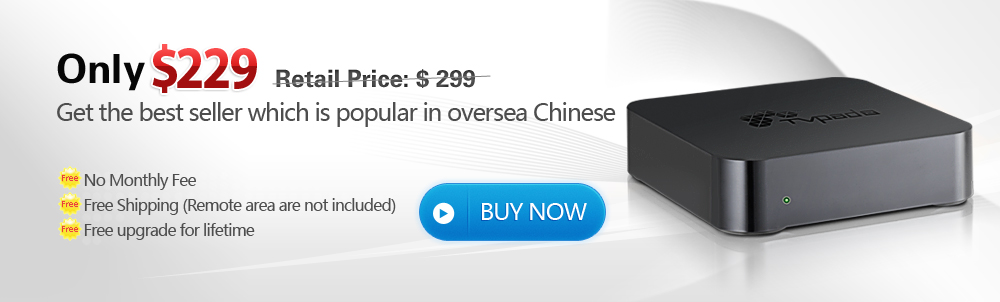 Only $229 Retail Price: $ 299
Get the best seller which is popular in oversea Chinese
Free No Monthly Fee
Free Free Shipping (Remote area are not included)
Free Free upgrade for lifetime
BUY NOW
TVpada